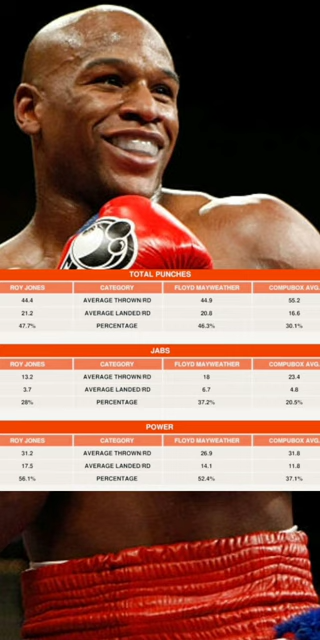 TOTAL PUNCHES
ROY JONES CATEGORY FLOYD MAYWEATHER COMPUBOX AVG.
44.4 AVERAGE THROWN/RD 44.9 55.2
21.2 AVERAGE LANDED/RD 20.8 16.6
47.7% PERCENTAGE 46.3% 30.1%
JABS
ROY JONES CATEGORY FLOYD MAYWEATHER COMPUBOX AVG.
13.2 AVERAGE THROWN/RD 18 23.4
3.7 AVERAGE LANDED/RD 6.7 4.8
28% PERCENTAGE 37.2% 20.5%
POWER
ROY JONES CATEGORY FLOYD MAYWEATHER COMPUBOX AVG.
31.2 AVERAGE THROWN/RD 26.9 31.8
17.5 AVERAGE LANDED/RD 14.1 11.8
56.1% PERCENTAGE 52.4% 37.1%